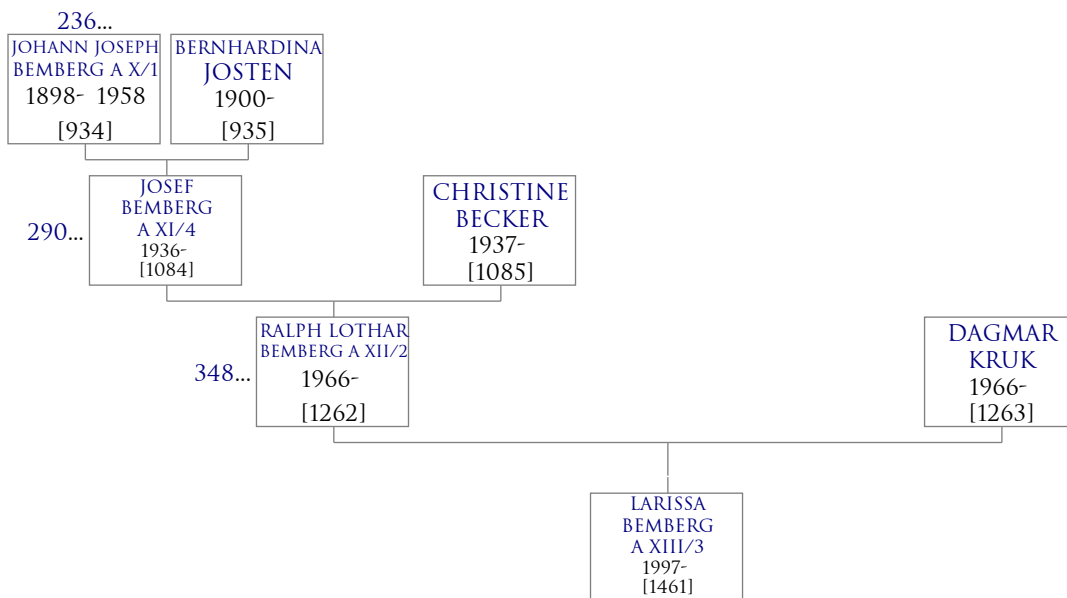 236...
JOHANN JOSEPH
BEMBERG A X/1
1898- 1958
[934]
BERNHARDINA
JOSTEN
1900-
[935]
290...
JOSEF
BEMBERG
A XI/4
1936-
[1084]
CHRISTINE
BECKER
1937-
[1085]
348...
RALPH LOTHAR
BEMBERG A XII/2
1966-
[1262]
DAGMAR
KRUK
1966-
[1263]
LARISSA
BEMBERG
A XIII/3
1997-
[1461]